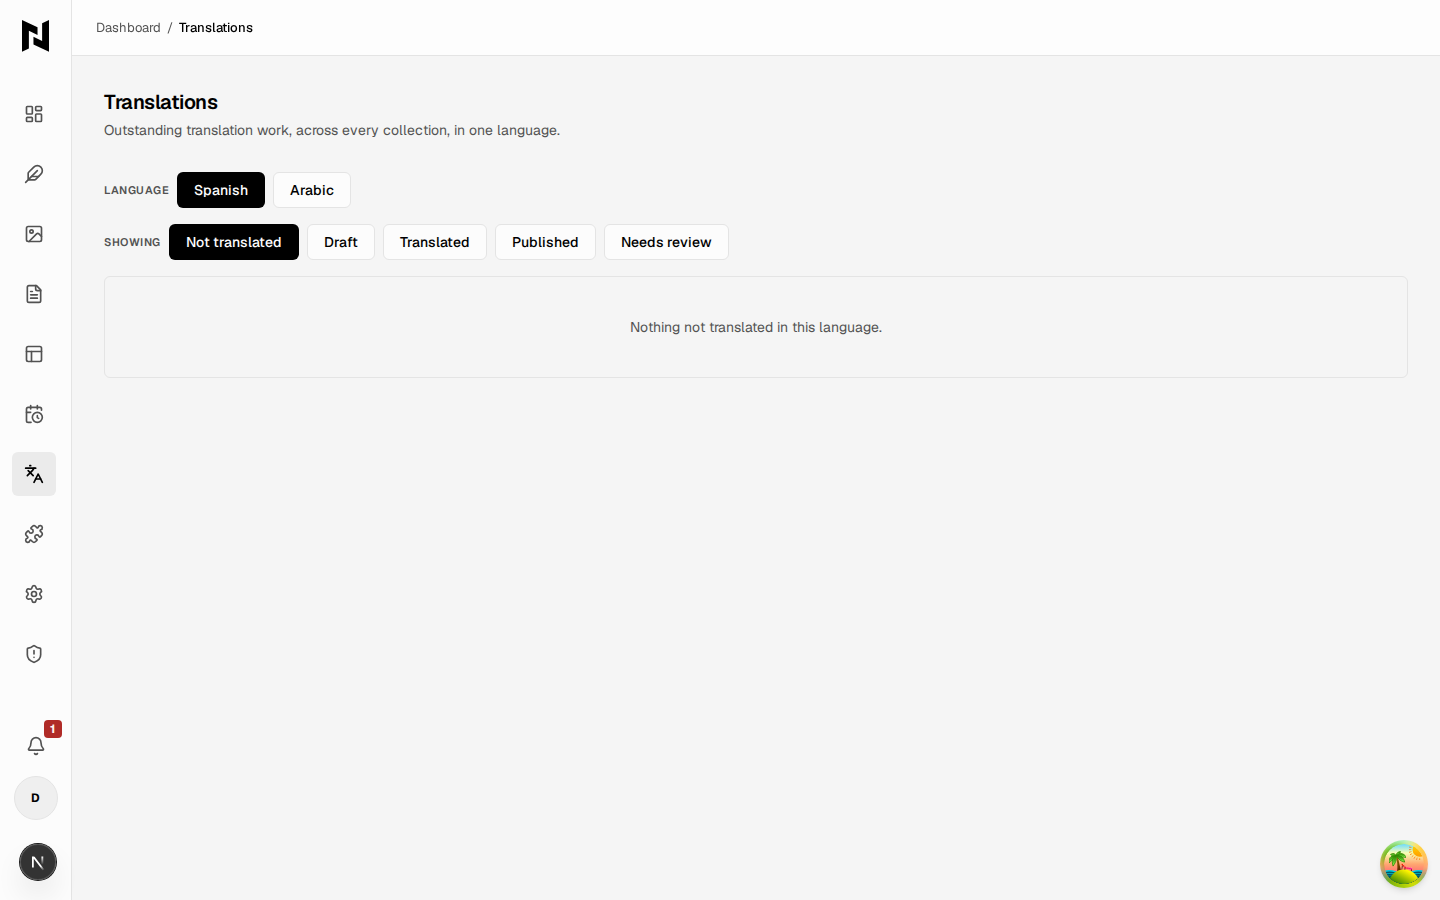 Dashboard / Translations
Translations
Outstanding translation work, across every collection, in one language.
LANGUAGE Spanish Arabic
SHOWING Not translated Draft Translated Published Needs review
Nothing not translated in this language.
1
D
N